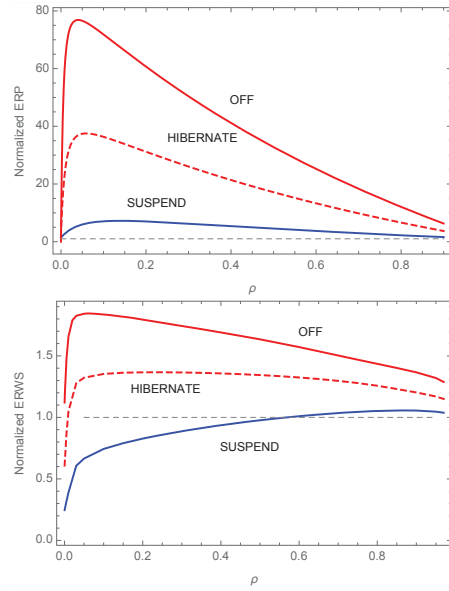 Normalized ERP
80
60
40
20
0
OFF
HIBERNATE
SUSPEND
0.0 0.2 0.4 0.6 0.8
ρ
Normalized ERWS
1.5
1.0
0.5
0.0
OFF
HIBERNATE
SUSPEND
0.0 0.2 0.4 0.6 0.8
ρ